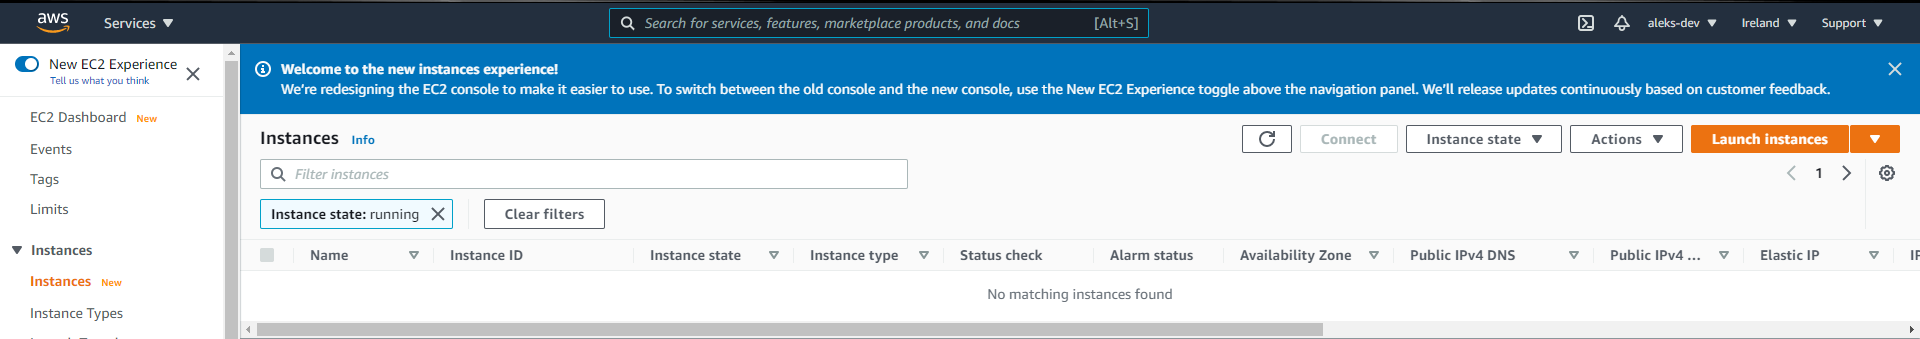 aws Services Search for services, features, marketplace products, and docs [Alt+S] aleks-dev Ireland Support
New EC2 Experience
Tell us what you think
EC2 Dashboard New
Events
Tags
Limits
Instances
Instances New
Instance Types
Welcome to the new instances experience!
We're redesigning the EC2 console to make it easier to use. To switch between the old console and the new console, use the New EC2 Experience toggle above the navigation panel. We'll release updates continuously based on customer feedback.
Instances Info Connect Instance state Actions Launch instances
Filter instances 1
Instance state: running Clear filters
Name Instance ID Instance state Instance type Status check Alarm status Availability Zone Public IPv4 DNS Public IPv4 ... Elastic IP
No matching instances found